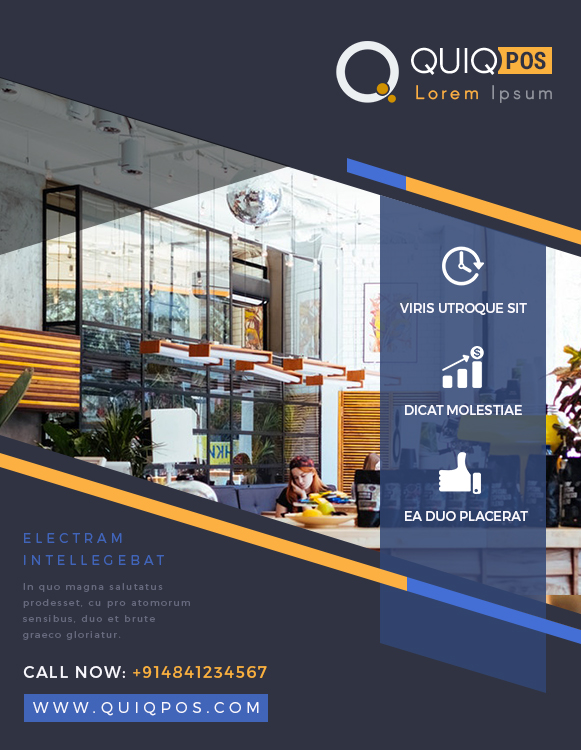 QUIQ POS
Lorem Ipsum
VIRIS UTROQUE SIT
DICAT MOLESTIAE
EA DUO PLACERAT
ELECTRAM
INTELLEGEBAT
In quo magna salutatus
prodesset, cu pro atomorum
sensibus, duo et brute
graeco gloriatur.
CALL NOW: +914841234567
WWW.QUIQPOS.COM